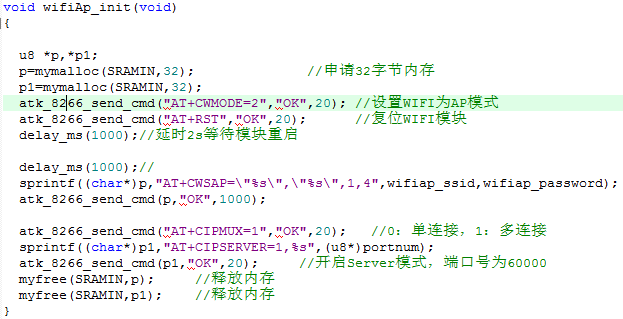 void wifiAp_init(void)
{
u8 *p,*p1;
p=mymalloc(SRAMIN,32); //申请32字节内存
p1=mymalloc(SRAMIN,32);
atk_8266_send_cmd("AT+CWMODE=2","OK",20); //设置WIFI为AP模式
atk_8266_send_cmd("AT+RST","OK",20); //复位WIFI模块
delay_ms(1000);//延时2s等待模块重启
delay_ms(1000);//
sprintf((char*)p,"AT+CWSAP=\"%s\",\"%s\",1,4",wifiap_ssid,wifiap_password);
atk_8266_send_cmd(p,"OK",1000);
atk_8266_send_cmd("AT+CIPMUX=1","OK",20); //0：单连接，1：多连接
sprintf((char*)p1,"AT+CIPSERVER=1,%s",(u8*)portnum);
atk_8266_send_cmd(p1,"OK",20); //开启Server模式，端口号为60000
myfree(SRAMIN,p); //释放内存
myfree(SRAMIN,p1); //释放内存
}